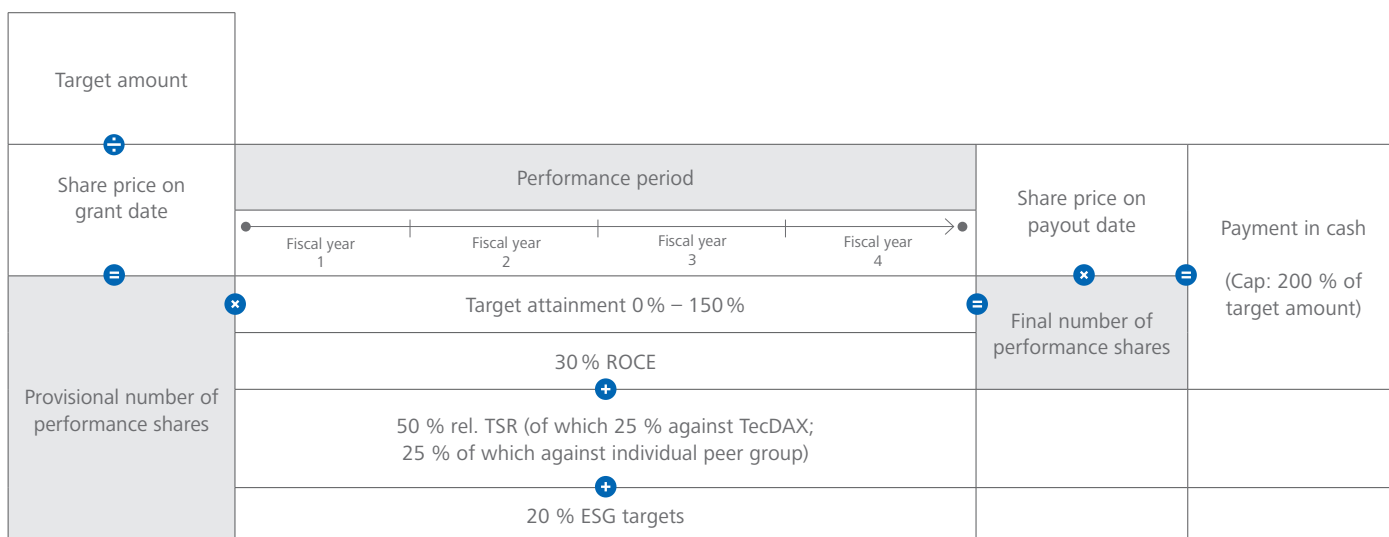 Target amount
÷
Share price on
grant date
=
Provisional number of
performance shares
×
Performance period
Fiscal year
1
Fiscal year
2
Fiscal year
3
Fiscal year
4
Target attainment 0 % – 150 %
30 % ROCE
+
50 % rel. TSR (of which 25 % against TecDAX;
25 % of which against individual peer group)
+
20 % ESG targets
=
Share price on
payout date
×
Final number of
performance shares
=
Payment in cash
(Cap: 200 % of
target amount)